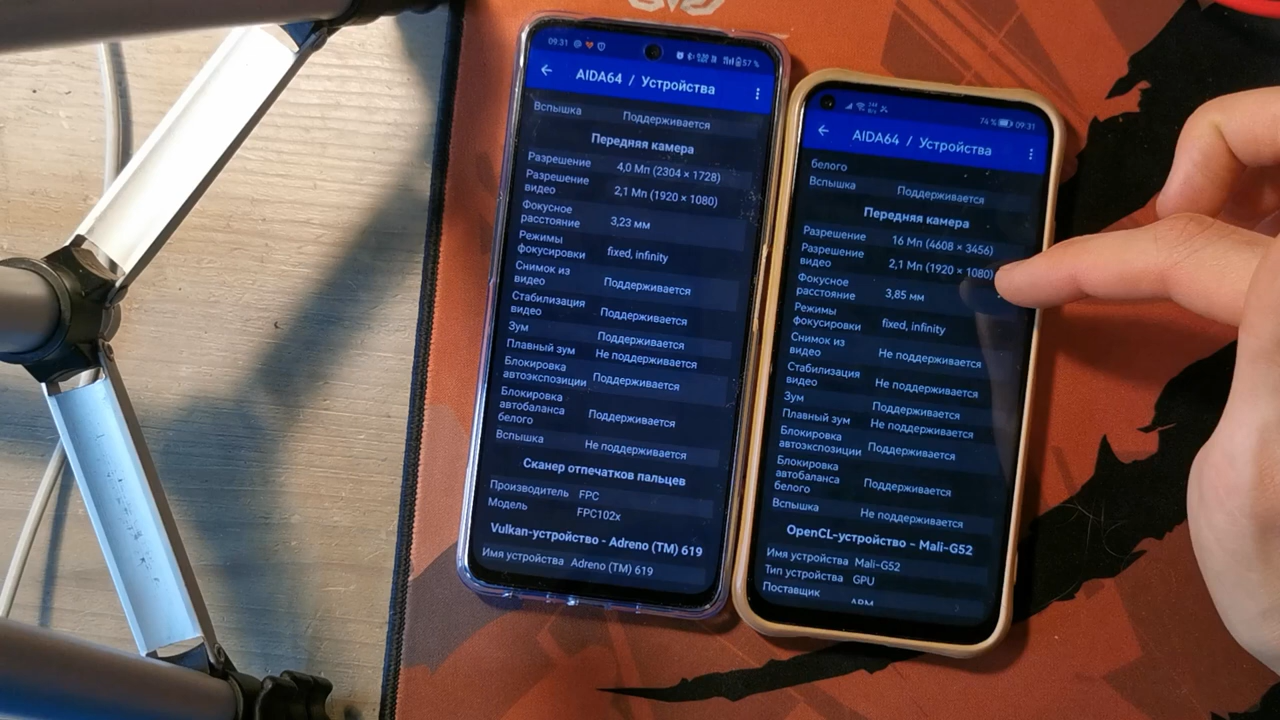 09:31
57 %
AIDA64 / Устройства
Вспышка Поддерживается
Передняя камера
Разрешение 4,0 Мп (2304 × 1728)
Разрешение
видео 2,1 Мп (1920 × 1080)
Фокусное
расстояние 3,23 мм
Режимы
фокусировки fixed, infinity
Снимок из
видео Поддерживается
Стабилизация
видео Поддерживается
Зум Поддерживается
Плавный зум Не поддерживается
Блокировка
автоэкспозиции Поддерживается
Блокировка
автобаланса Поддерживается
белого
Вспышка Не поддерживается
Сканер отпечатков пальцев
Производитель FPC
Модель FPC102x
Vulkan-устройство - Adreno (TM) 619
Имя устройства Adreno (TM) 619
74 % 09:31
AIDA64 / Устройства
белого
Вспышка Поддерживается
Передняя камера
Разрешение 16 Мп (4608 × 3456)
Разрешение
видео 2,1 Мп (1920 × 1080)
Фокусное
расстояние 3,85 мм
Режимы
фокусировки fixed, infinity
Снимок из
видео Не поддерживается
Стабилизация
видео Не поддерживается
Зум Поддерживается
Плавный зум Не поддерживается
Блокировка
автоэкспозиции Поддерживается
Блокировка
автобаланса Поддерживается
белого
Вспышка Не поддерживается
OpenCL-устройство - Mali-G52
Имя устройства Mali-G52
Тип устройства GPU
Поставщик ARM